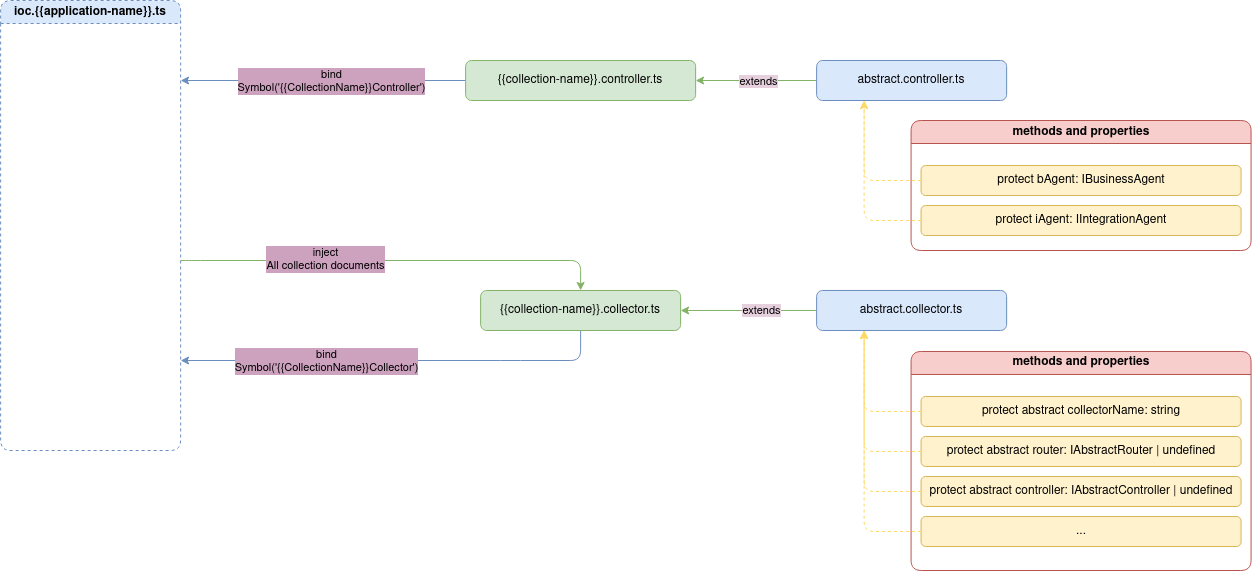 ioc.{{application-name}}.ts
bind
Symbol('{{CollectionName}}Controller')
{{collection-name}}.controller.ts
extends
abstract.controller.ts
methods and properties
protect bAgent: IBusinessAgent
protect iAgent: IIntegrationAgent
inject
All collection documents
{{collection-name}}.collector.ts
extends
abstract.collector.ts
bind
Symbol('{{CollectionName}}Collector')
methods and properties
protect abstract collectorName: string
protect abstract router: IAbstractRouter | undefined
protect abstract controller: IAbstractController | undefined
...